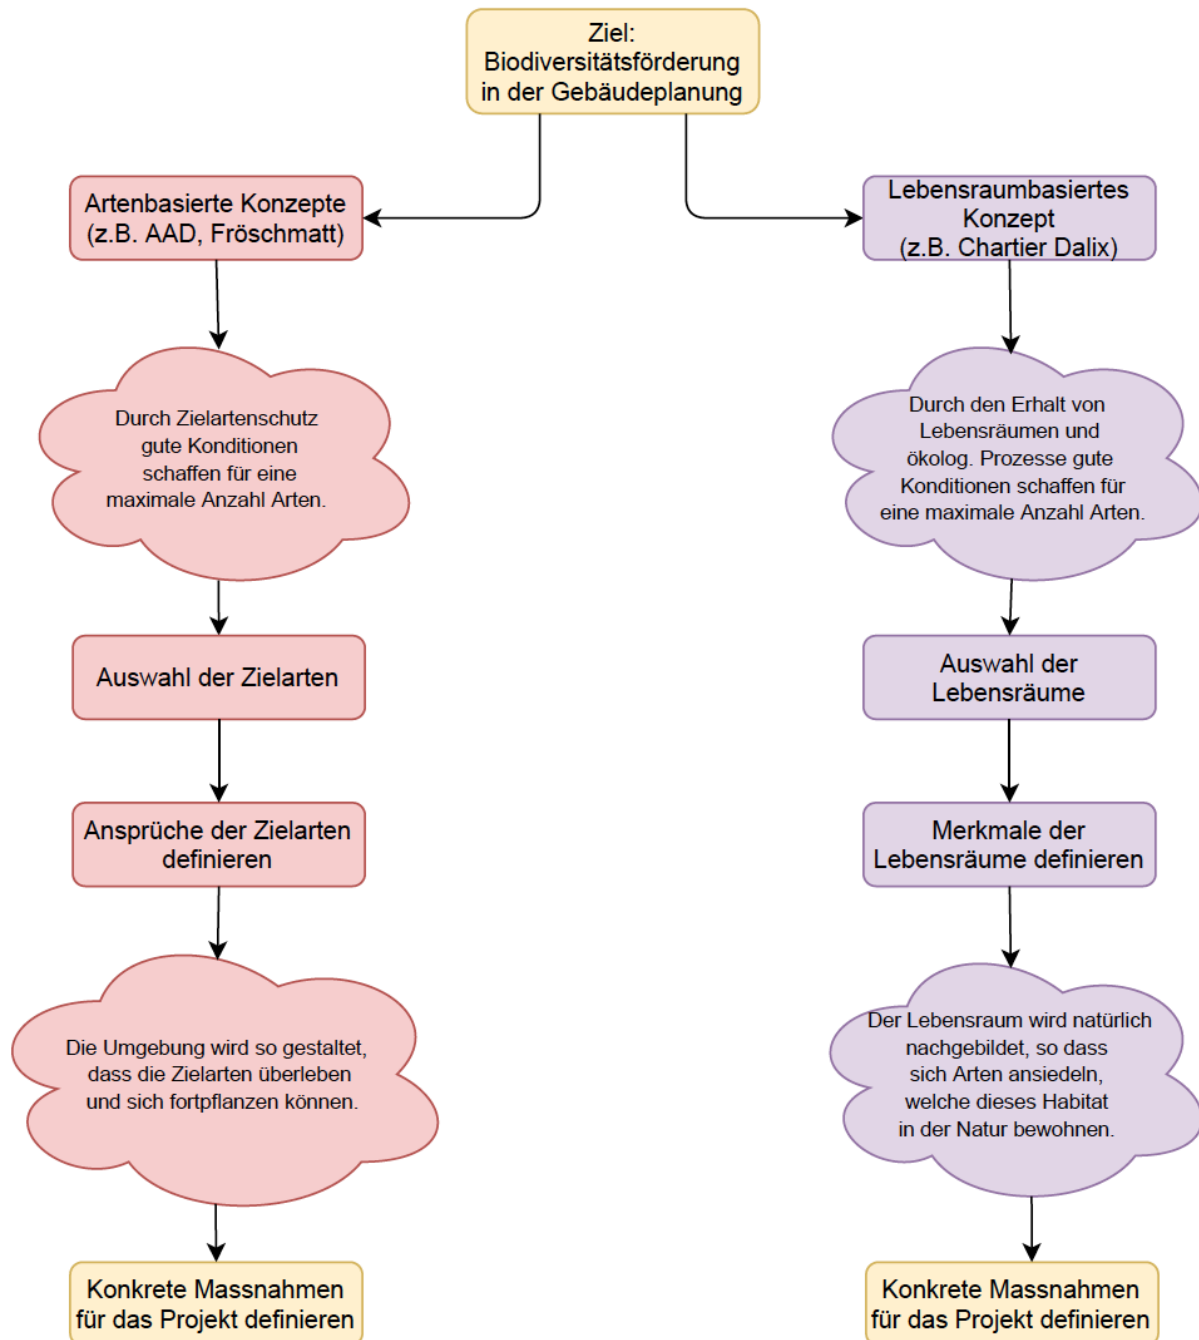 Ziel:
Biodiversitätsförderung
in der Gebäudeplanung
Artenbasierte Konzepte
(z.B. AAD, Fröschmatt)
Durch Zielartenschutz
gute Konditionen
schaffen für eine
maximale Anzahl Arten.
Auswahl der Zielarten
Ansprüche der Zielarten
definieren
Die Umgebung wird so gestaltet,
dass die Zielarten überleben
und sich fortpflanzen können.
Konkrete Massnahmen
für das Projekt definieren
Lebensraumbasiertes
Konzept
(z.B. Chartier Dalix)
Durch den Erhalt von
Lebensräumen und
ökolog. Prozesse gute
Konditionen schaffen für
eine maximale Anzahl Arten.
Auswahl der
Lebensräume
Merkmale der
Lebensräume definieren
Der Lebensraum wird natürlich
nachgebildet, so dass
sich Arten ansiedeln,
welche dieses Habitat
in der Natur bewohnen.
Konkrete Massnahmen
für das Projekt definieren